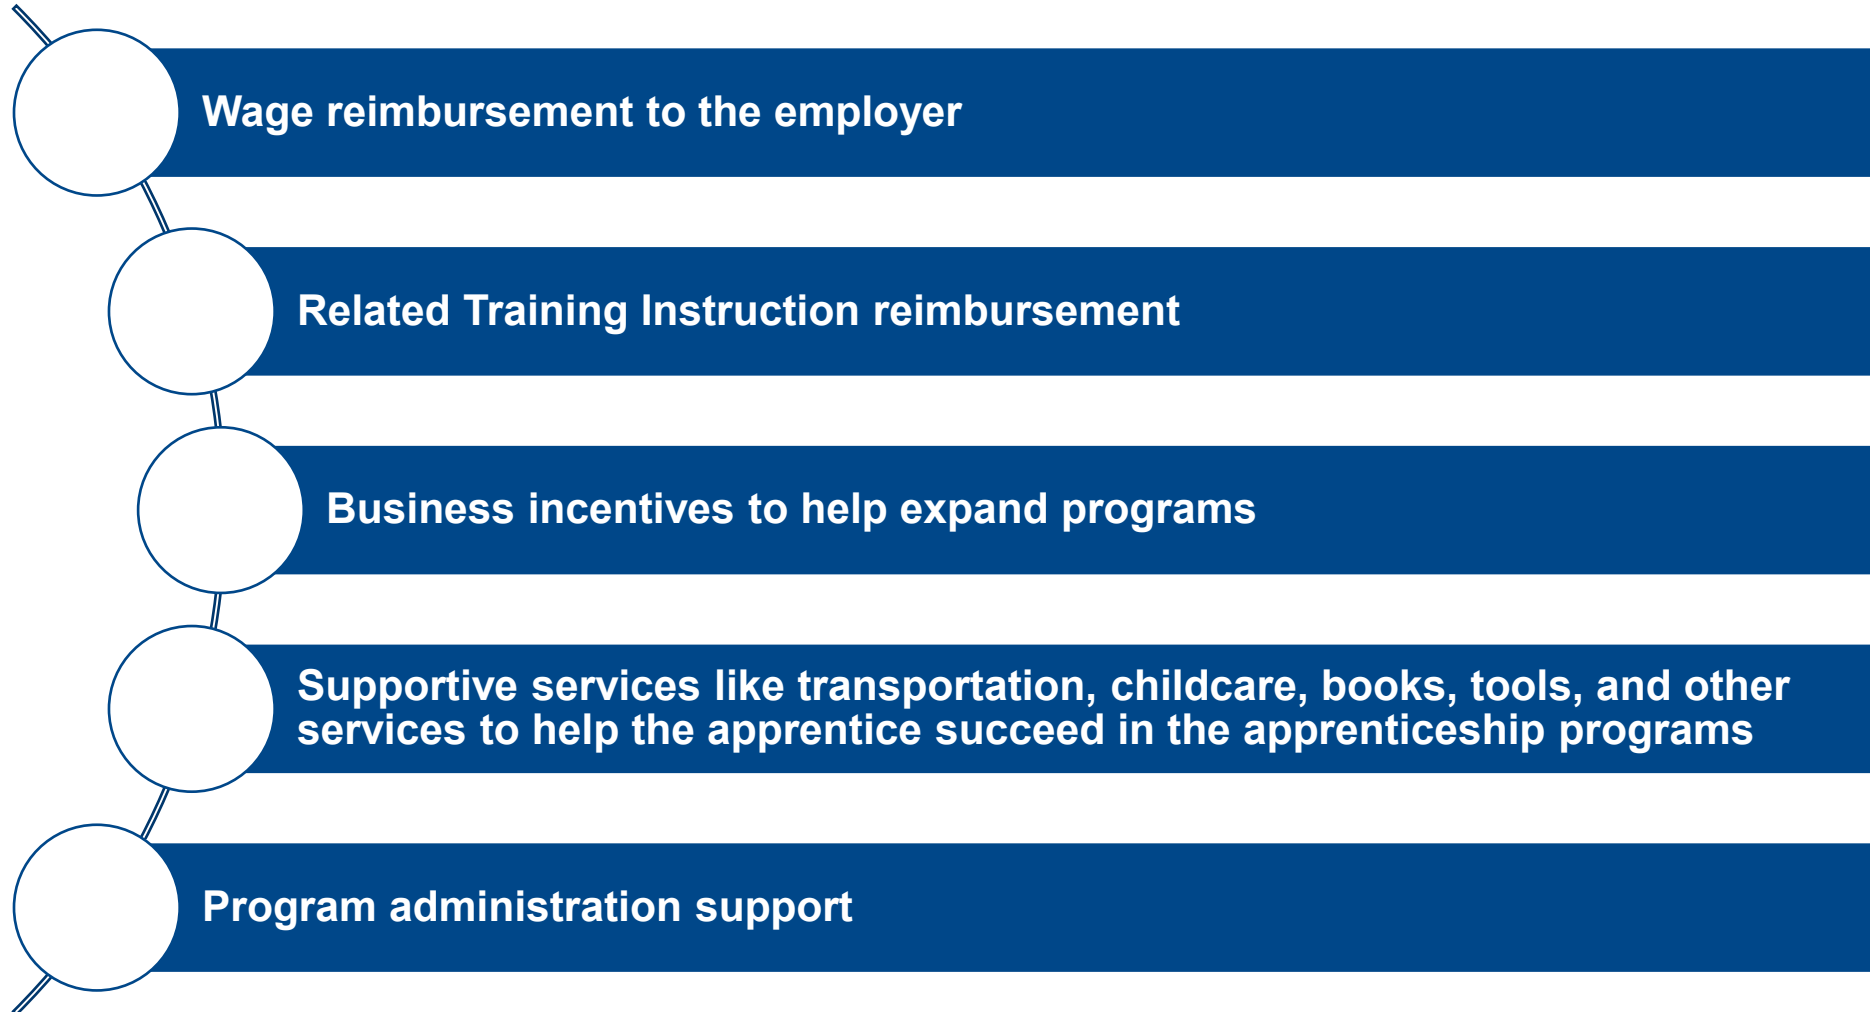 Wage reimbursement to the employer
Related Training Instruction reimbursement
Business incentives to help expand programs
Supportive services like transportation, childcare, books, tools, and other
services to help the apprentice succeed in the apprenticeship programs
Program administration support